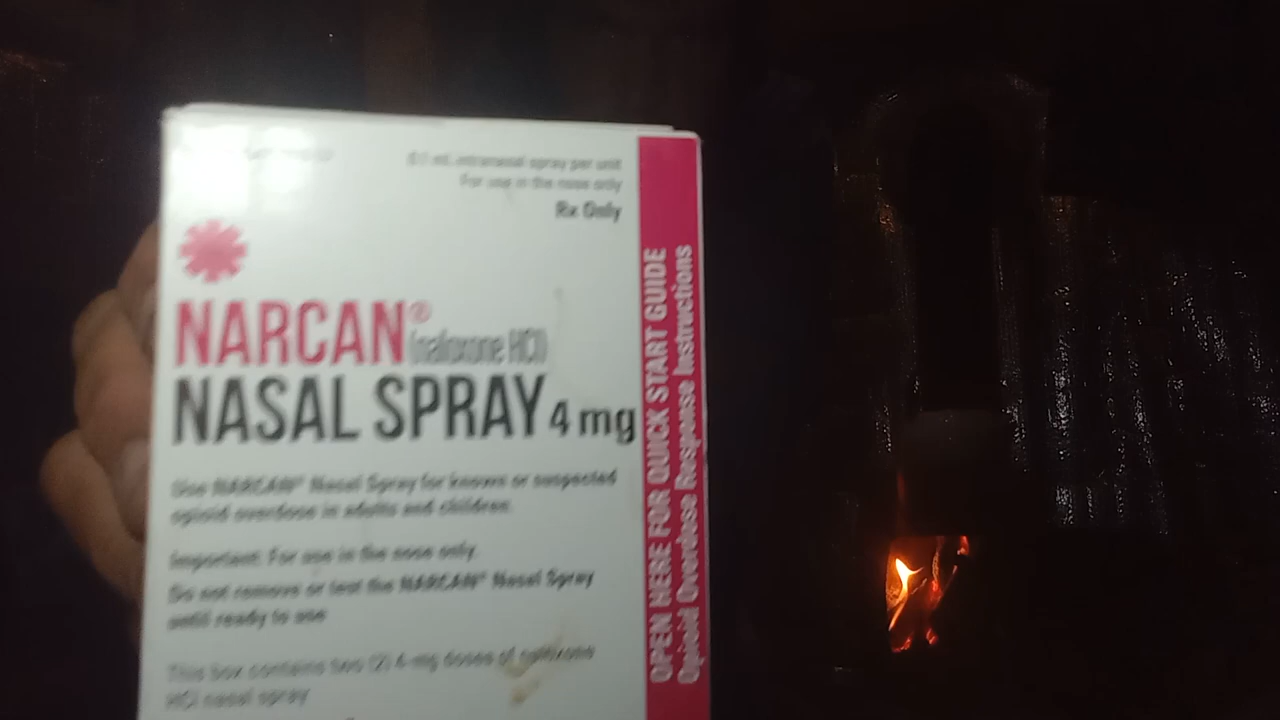 0.1 mL intranasal spray per unit
For use in the nose only
Rx Only
NARCAN® (naloxone HCl)
NASAL SPRAY 4 mg
Use NARCAN® Nasal Spray for known or suspected
opioid overdose in adults and children.
Important: For use in the nose only.
Do not remove or test the NARCAN® Nasal Spray
until ready to use
This box contains two (2) 4-mg doses of naloxone
HCl nasal spray
OPEN HERE FOR QUICK START GUIDE
Opioid Overdose Response Instructions